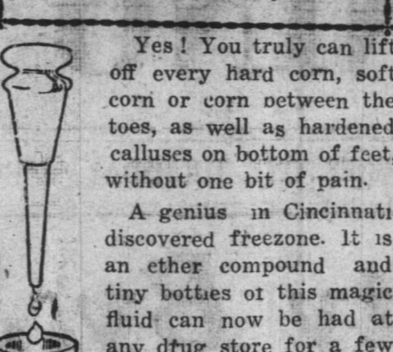 Yes! You truly can lift
off every hard corn, soft
corn or corn between the
toes, as well as hardened
calluses on bottom of feet,
without one bit of pain.
A genius in Cincinnati
discovered freezone. It is
an ether compound and
tiny bottles of this magic
fluid can now be had at
any drug store for a few